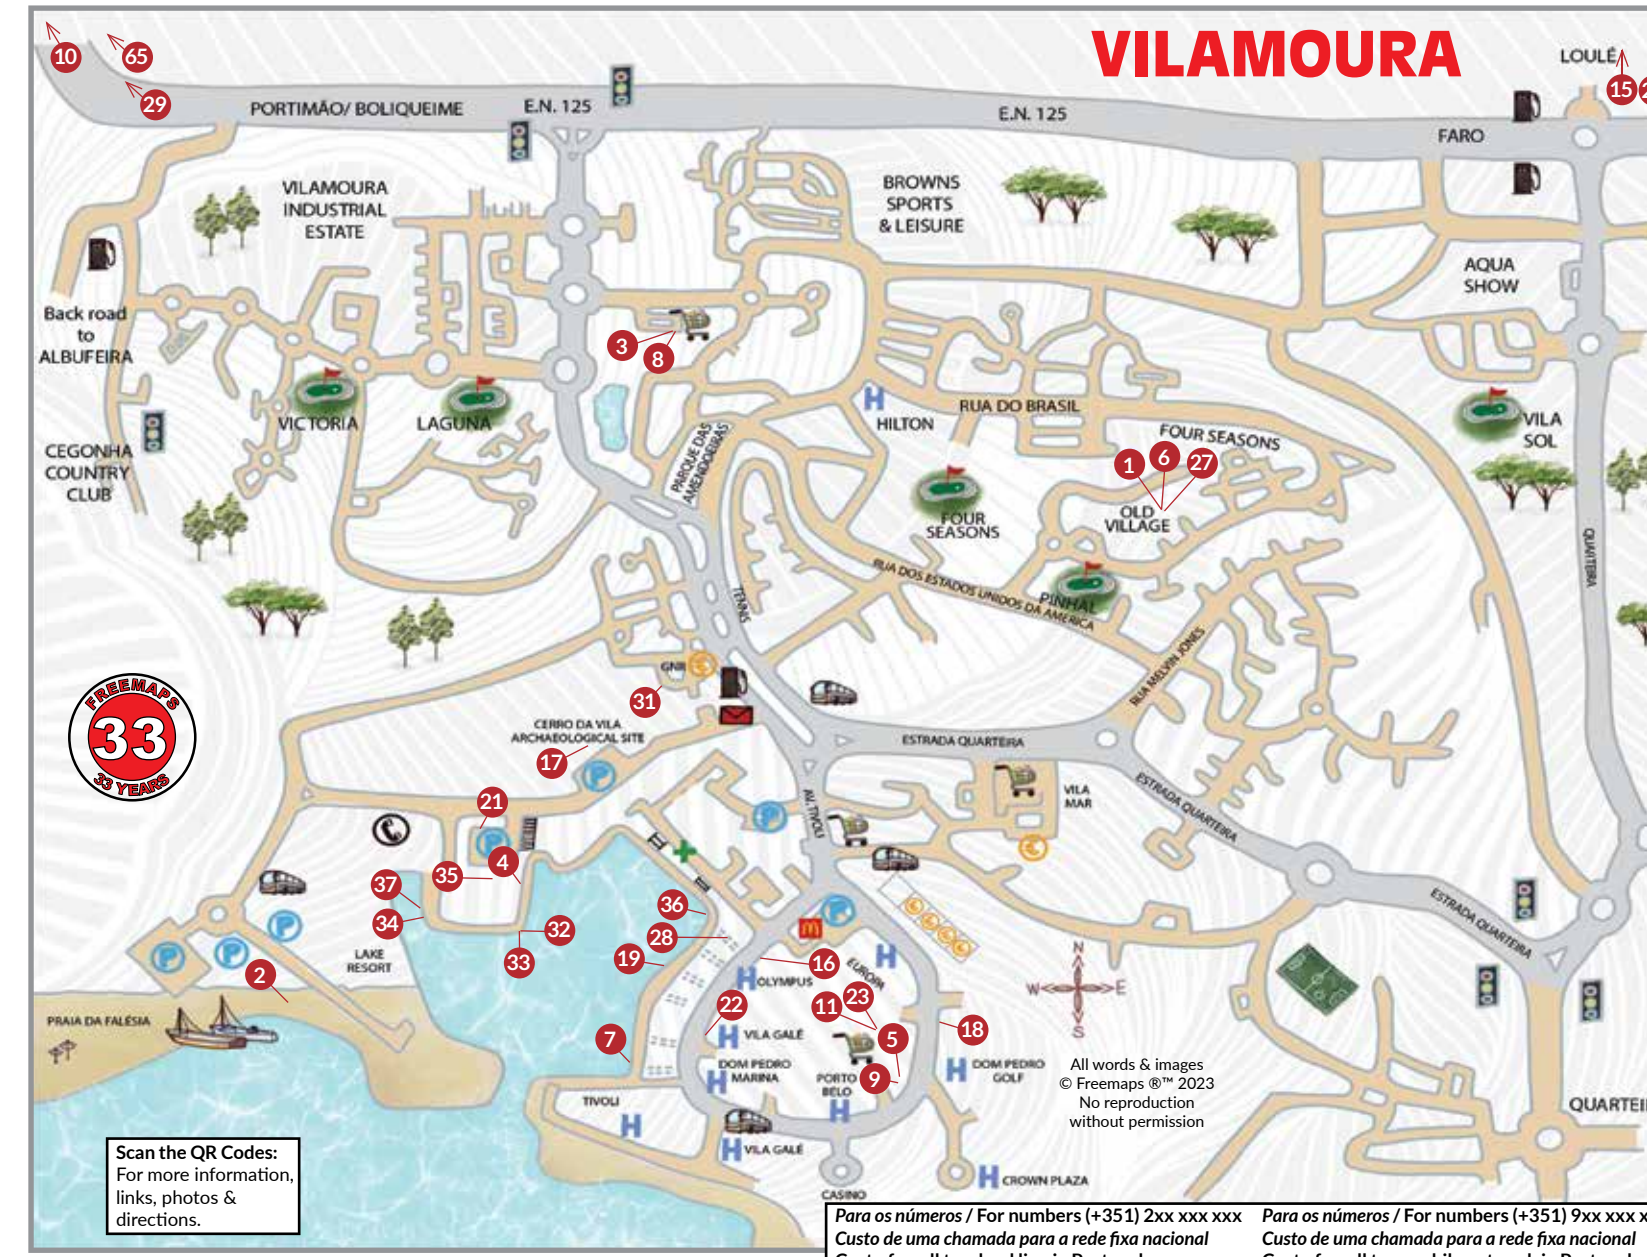 VILAMOURA
LOULÉ
10
65
29
15
PORTIMÃO/ BOLIQUEIME
E.N. 125
E.N. 125
FARO
VILAMOURA
INDUSTRIAL
ESTATE
BROWNS
SPORTS
& LEISURE
AQUA
SHOW
Back road
to
ALBUFEIRA
3
8
VICTORIA
LAGUNA
HILTON
RUA DO BRASIL
FOUR SEASONS
VILA
SOL
CEGONHA
COUNTRY
CLUB
PARQUE DAS
AMENDOEIRAS
1
6
27
FOUR
SEASONS
OLD
VILLAGE
QUARTEIRA
TENNIS
RUA DOS ESTADOS UNIDOS DA AMERICA
PINHAL
RUA MELVIN JONES
GNR
31
FREEMAPS
33
33 YEARS
CERRO DA VILA
ARCHAEOLOGICAL SITE
17
P
ESTRADA QUARTEIRA
ESTRADA QUARTEIRA
ESTRADA QUARTEIRA
AV. TIVOLI
VILA
MAR
21
P
P
4
35
37
34
32
33
36
28
19
16
P
P
P
P
LAKE
RESORT
2
PRAIA DA FALÉSIA
H
OLYMPUS
EUROPA
H
22
11
23
5
18
7
H
VILA GALÉ
DOM PEDRO
MARINA
H
PORTO
BELO
9
H
H
DOM PEDRO
GOLF
N
W
E
S
TIVOLI
H
H
VILA GALÉ
CASINO
H
CROWN PLAZA
All words & images
© Freemaps ®™ 2023
No reproduction
without permission
Scan the QR Codes:
For more information,
links, photos &
directions.
Para os números / For numbers (+351) 2xx xxx xxx
Custo de uma chamada para a rede fixa nacional
Para os números / For numbers (+351) 9xx xxx
Custo de uma chamada para a rede fixa nacional